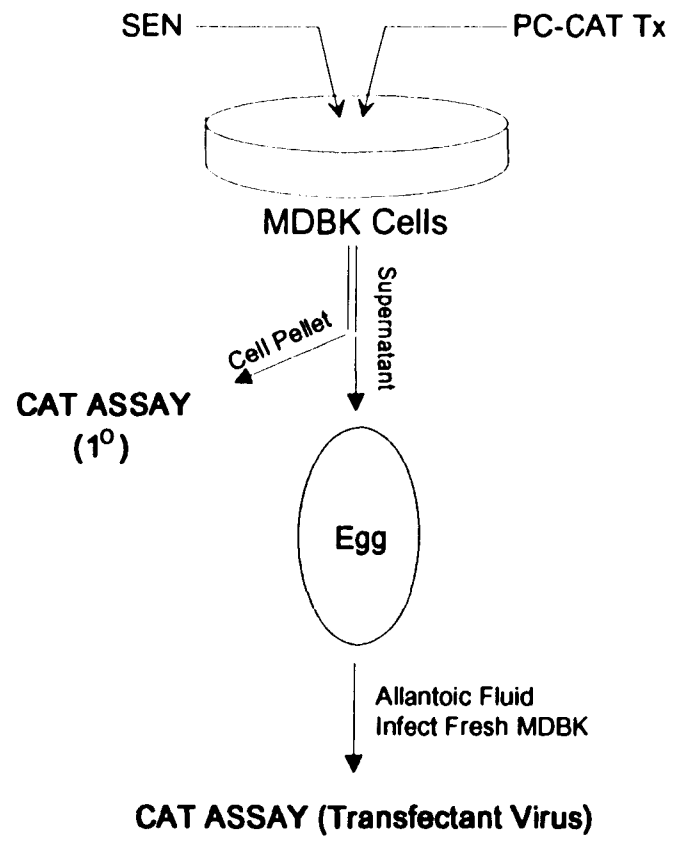 SEN
PC-CAT Tx
MDBK Cells
Supernatant
Cell Pellet
CAT ASSAY
(1º)
Egg
Allantoic Fluid
Infect Fresh MDBK
CAT ASSAY (Transfectant Virus)